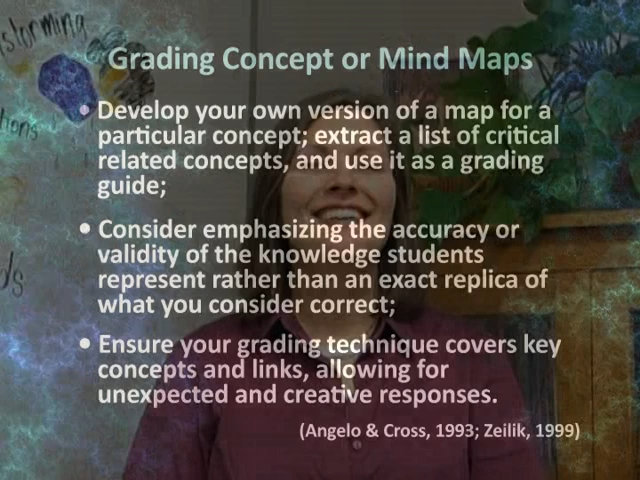 storming
Grading Concept or Mind Maps
• Develop your own version of a map for a
particular concept; extract a list of critical
related concepts, and use it as a grading
guide;
• Consider emphasizing the accuracy or
validity of the knowledge students
represent rather than an exact replica of
what you consider correct;
• Ensure your grading technique covers key
concepts and links, allowing for
unexpected and creative responses.
(Angelo & Cross, 1993; Zeilik, 1999)